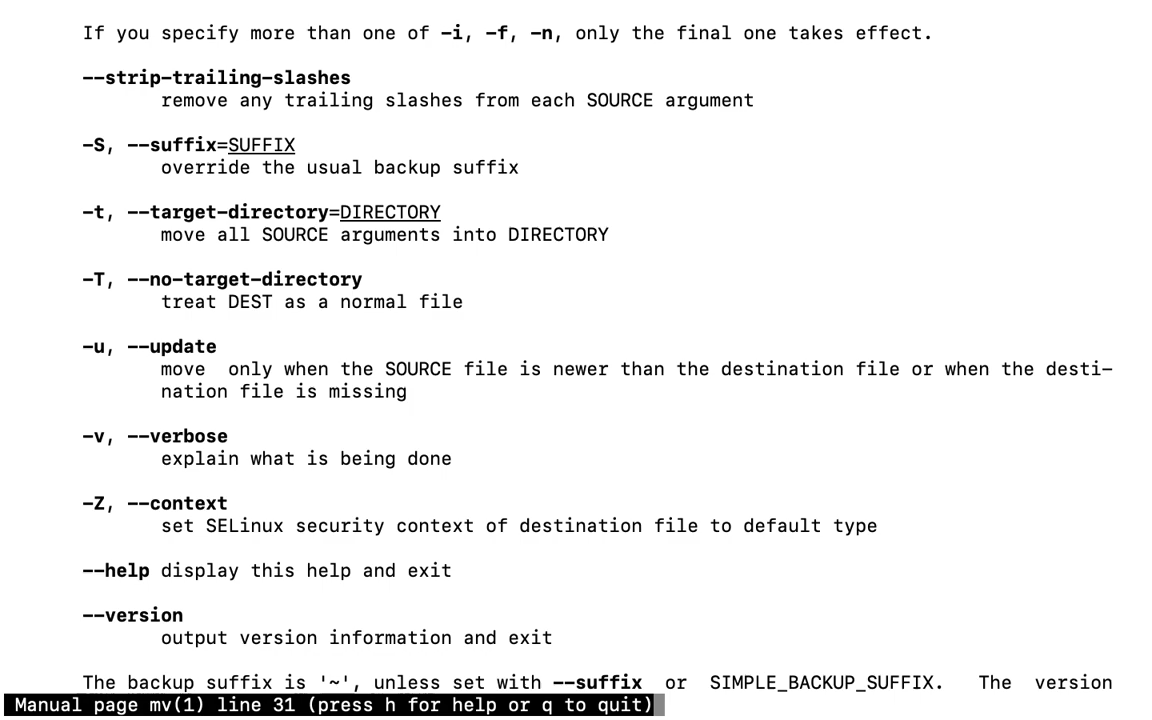 If you specify more than one of -i, -f, -n, only the final one takes effect.
--strip-trailing-slashes
remove any trailing slashes from each SOURCE argument
-S, --suffix=SUFFIX
override the usual backup suffix
-t, --target-directory=DIRECTORY
move all SOURCE arguments into DIRECTORY
-T, --no-target-directory
treat DEST as a normal file
-u, --update
move  only when the SOURCE file is newer than the destination file or when the desti-
nation file is missing
-v, --verbose
explain what is being done
-Z, --context
set SELinux security context of destination file to default type
--help display this help and exit
--version
output version information and exit
The backup suffix is '~', unless set with --suffix  or  SIMPLE_BACKUP_SUFFIX.   The  version
Manual page mv(1) line 31 (press h for help or q to quit)